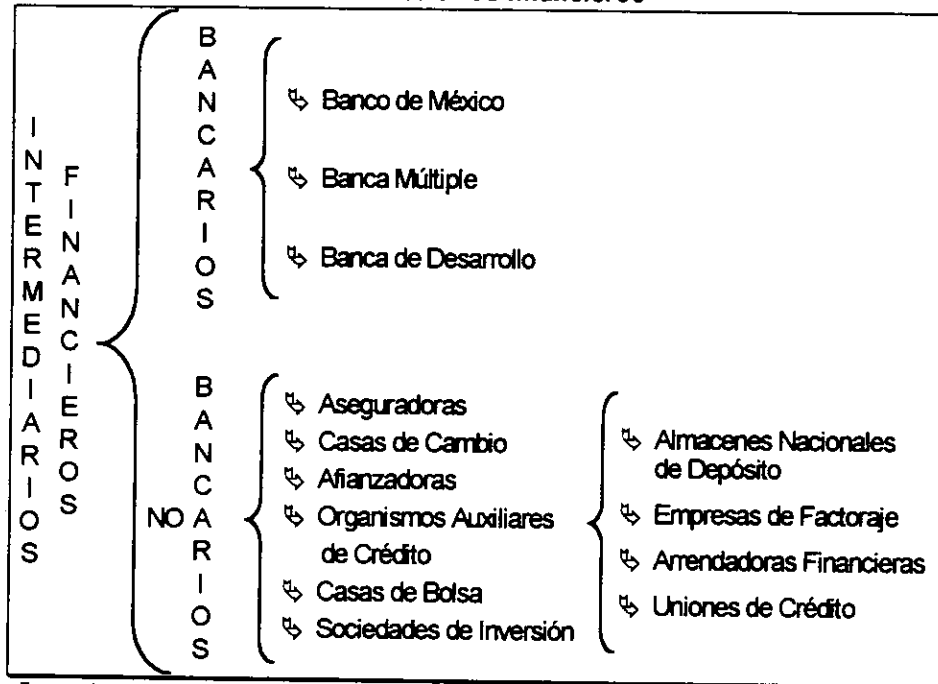 INTERMEDIARIOS
FINANCIEROS
BANCARIOS
Banco de México
Banca Múltiple
Banca de Desarrollo
NO BANCARIOS
Aseguradoras
Casas de Cambio
Afianzadoras
Organismos Auxiliares
de Crédito
Casas de Bolsa
Sociedades de Inversión
Almacenes Nacionales
de Depósito
Empresas de Factoraje
Arrendadoras Financieras
Uniones de Crédito